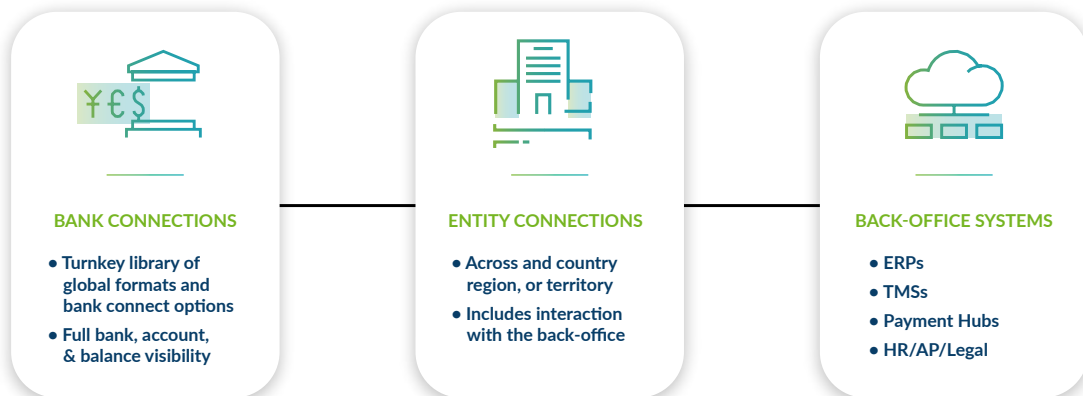 ¥€$
BANK CONNECTIONS
• Turnkey library of
global formats and
bank connect options
• Full bank, account,
& balance visibility
ENTITY CONNECTIONS
• Across and country
region, or territory
• Includes interaction
with the back-office
BACK-OFFICE SYSTEMS
• ERPs
• TMSs
• Payment Hubs
• HR/AP/Legal